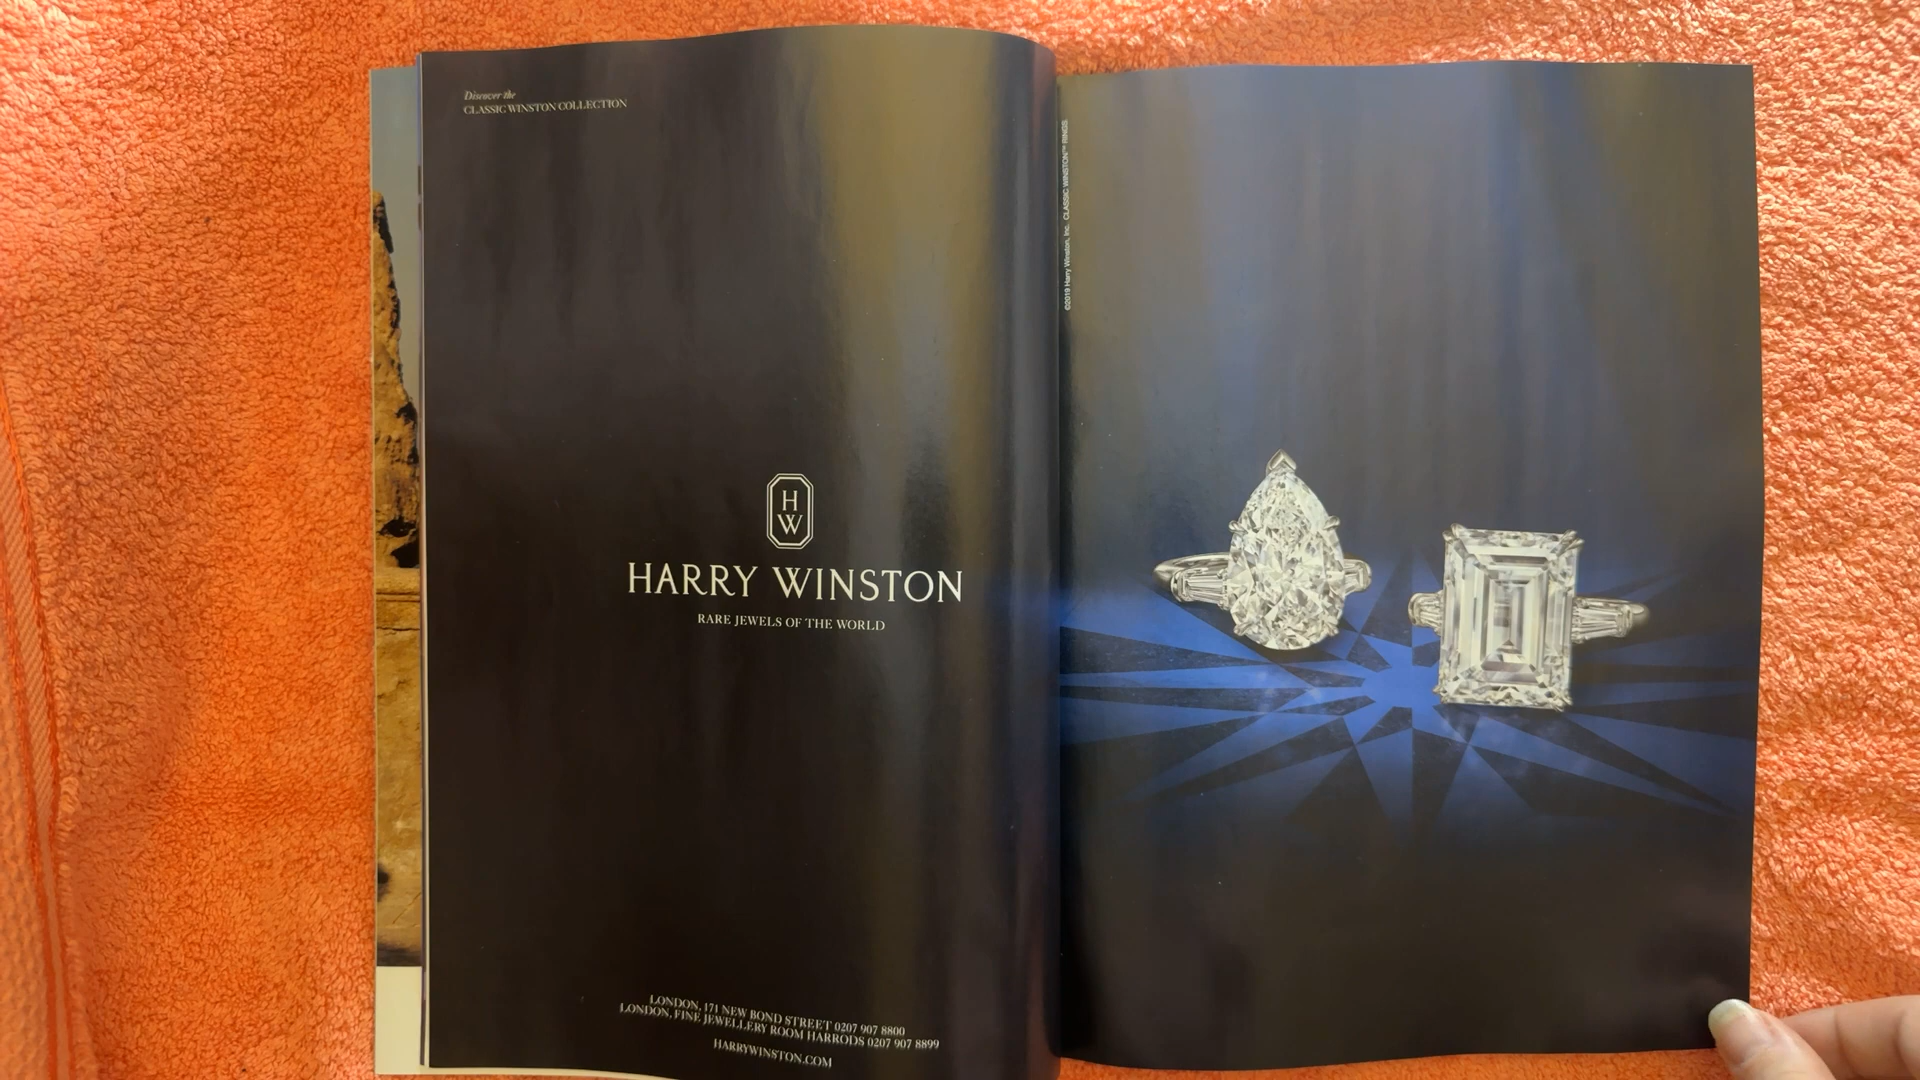 Discover the
CLASSIC WINSTON COLLECTION
H
W
HARRY WINSTON
RARE JEWELS OF THE WORLD
LONDON, 171 NEW BOND STREET 0207 907 8800
LONDON, FINE JEWELLERY ROOM HARRODS 0207 907 8899
HARRYWINSTON.COM
©2019 Harry Winston, Inc. CLASSIC WINSTON™ RINGS